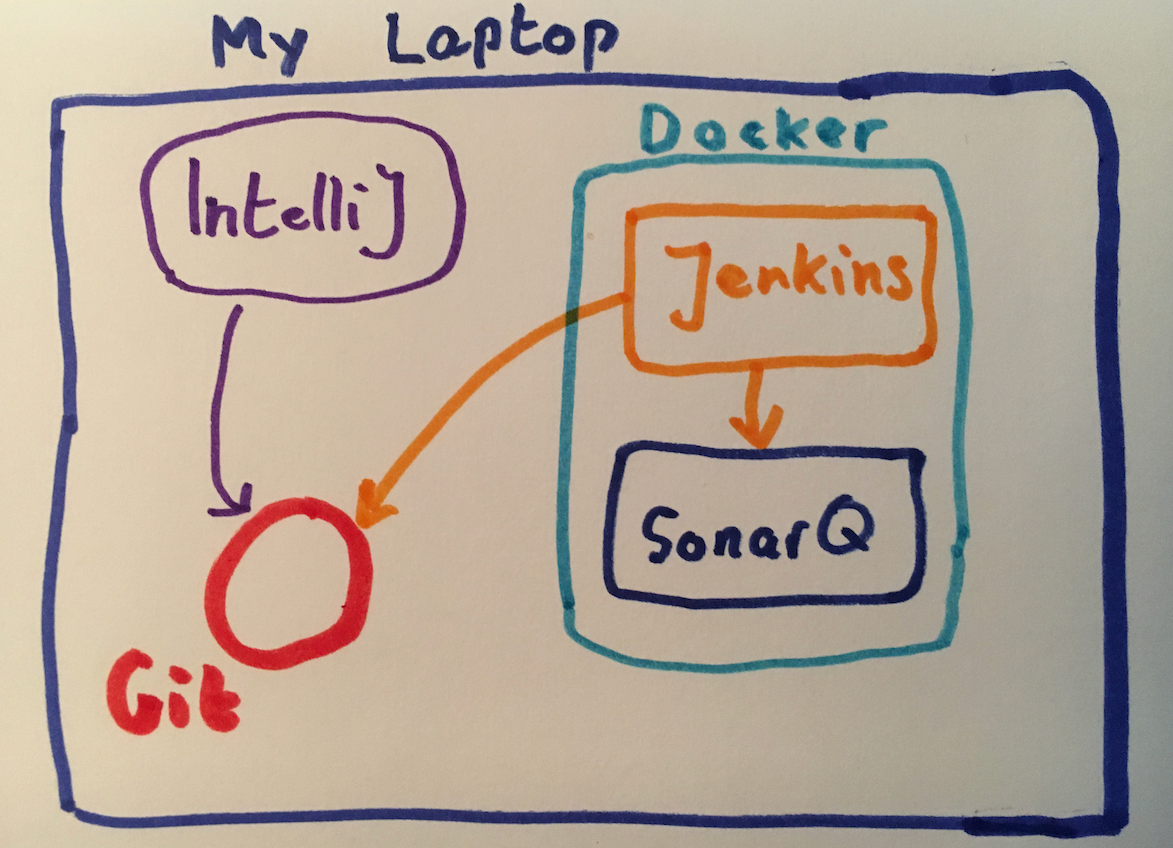 My Laptop
Docker
IntelliJ
Jenkins
SonarQ
Git